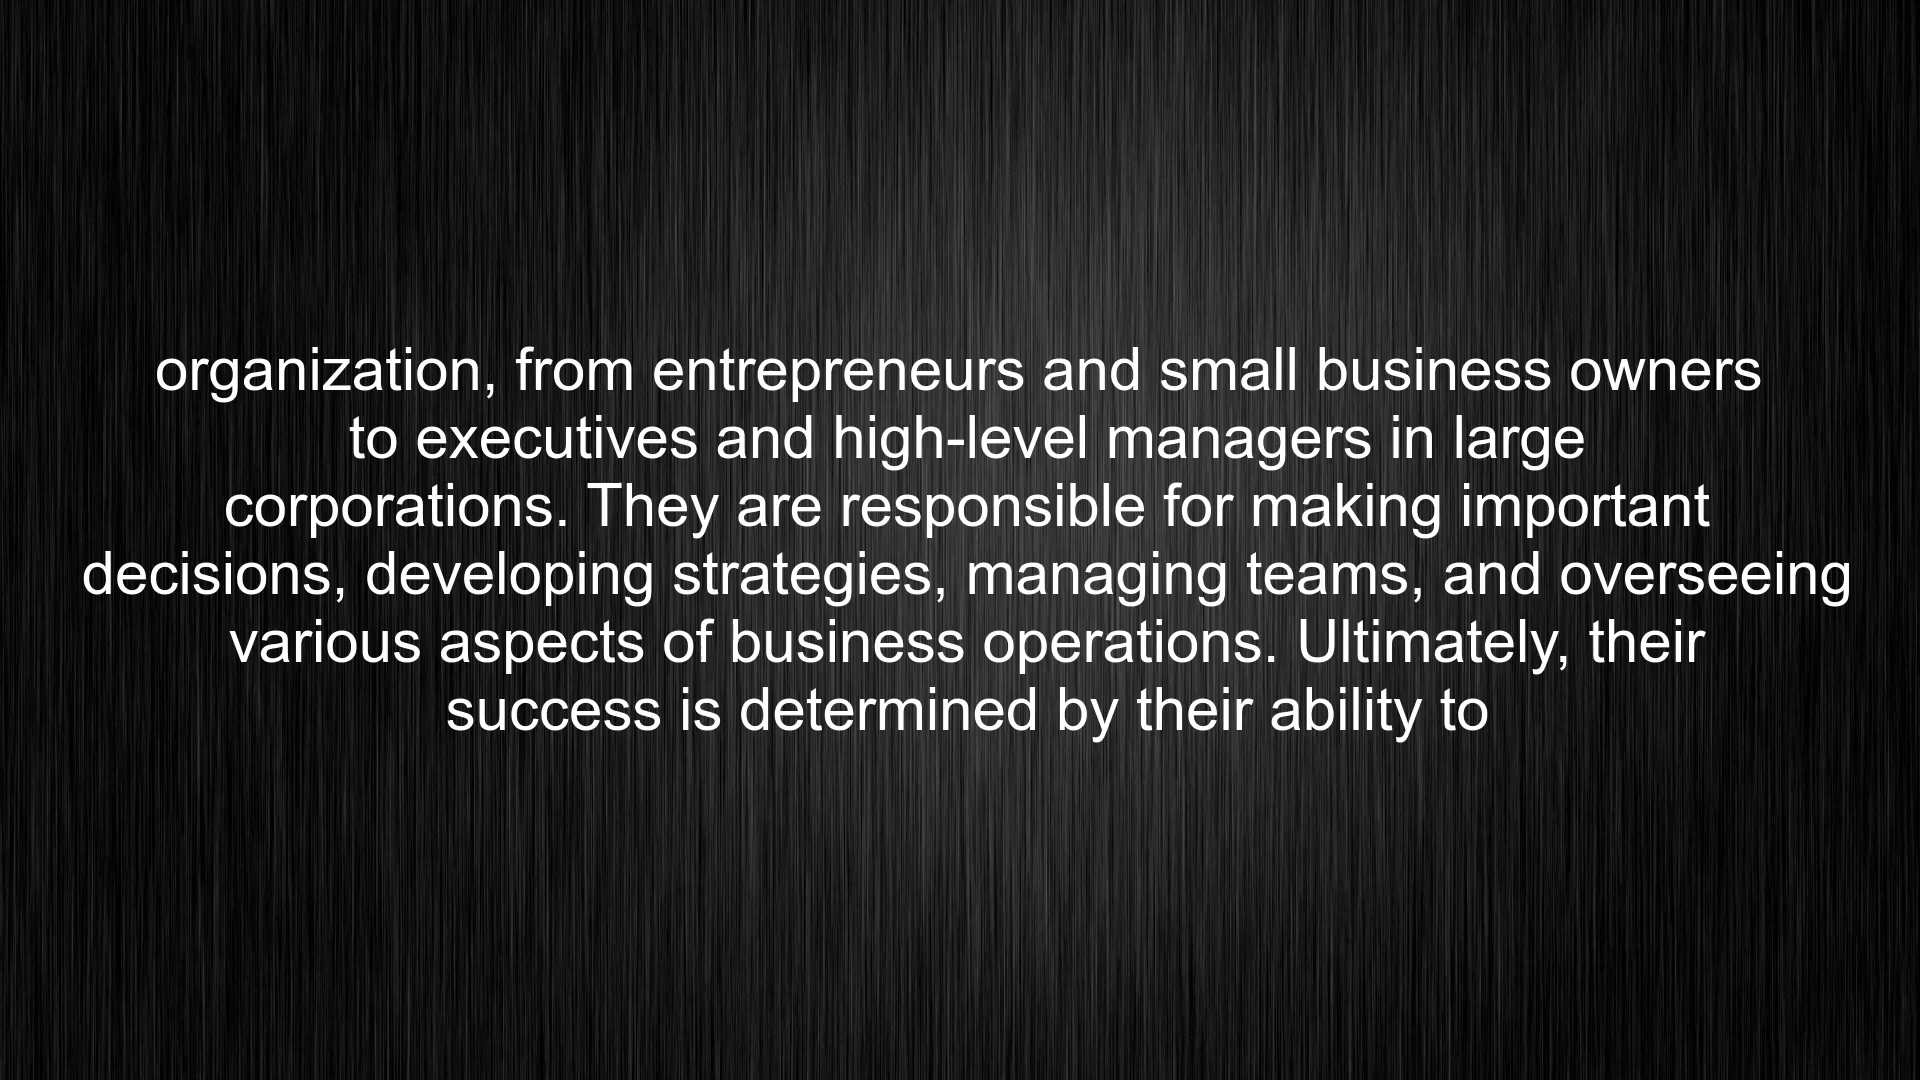 organization, from entrepreneurs and small business owners
to executives and high-level managers in large
corporations. They are responsible for making important
decisions, developing strategies, managing teams, and overseeing
various aspects of business operations. Ultimately, their
success is determined by their ability to